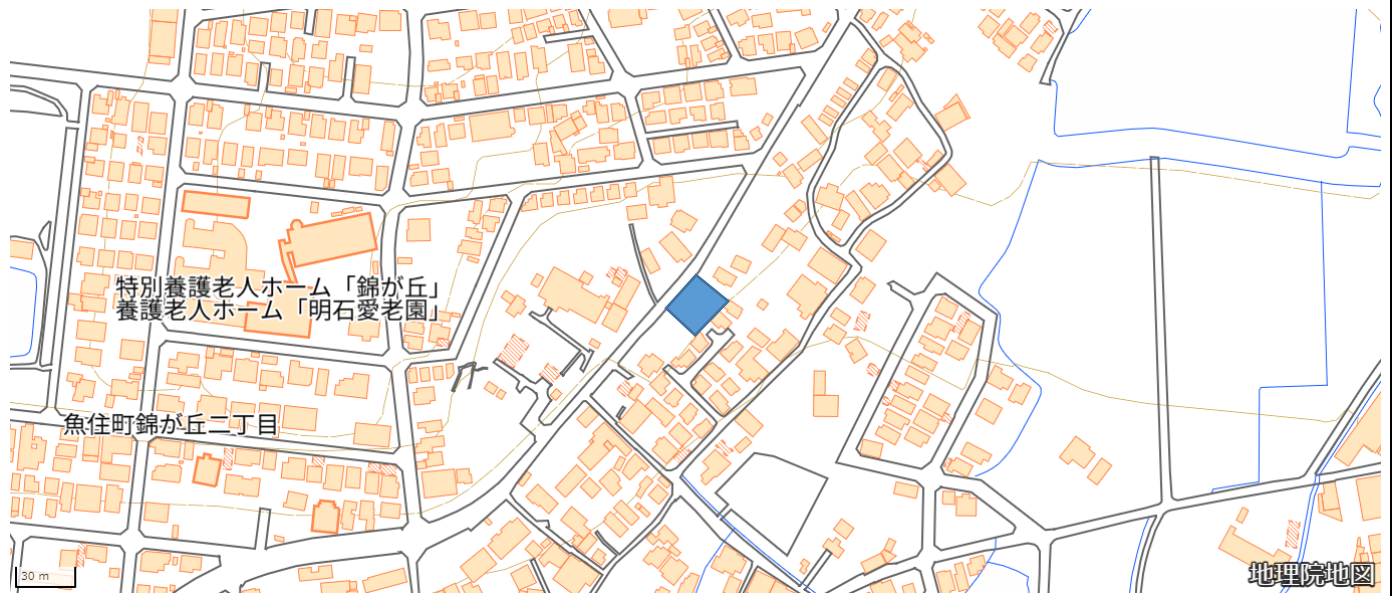 特別養護老人ホーム「錦が丘」
養護老人ホーム「明石愛老園」
魚住町錦が丘二丁目
30 m
地理院地図